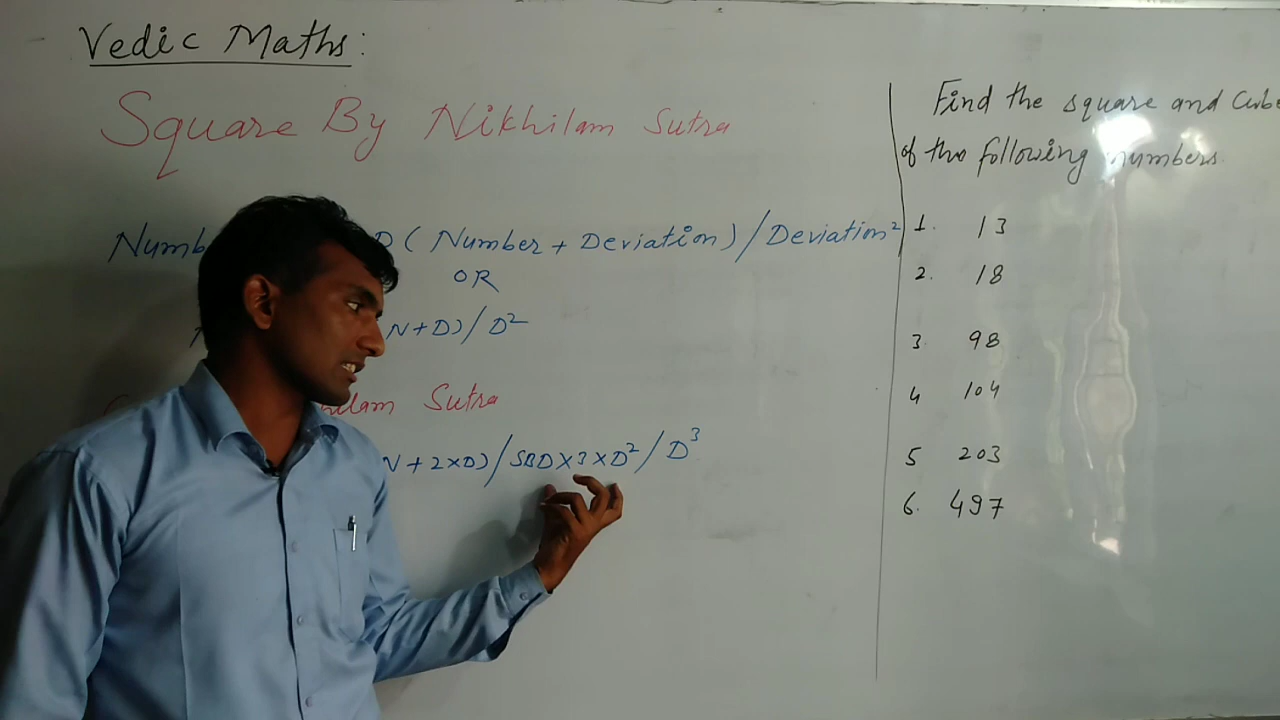 Vedic Maths:
Square By Nikhilam Sutra
D (Number + Deviation) / Deviation²
OR
N + D) / D²
Sutra
N + 2 × D) / SBD × 3 × D² / D³
Find the square and Cube
of the following numbers.
1. 13
2. 18
3. 98
4 104
5 203
6. 497